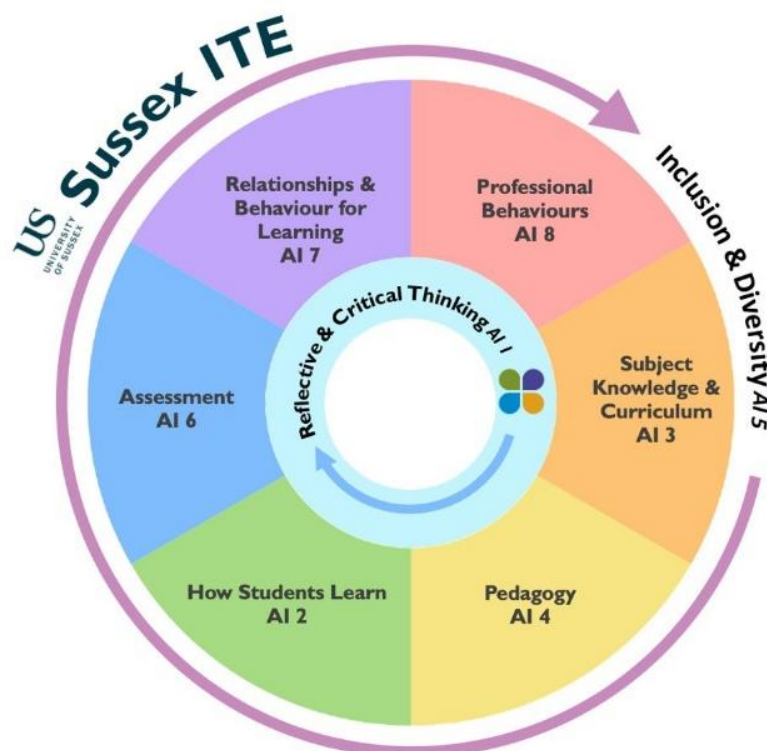 Sussex ITE
US
UNIVERSITY
OF SUSSEX
Inclusion & Diversity AI 5
Relationships &
Behaviour for
Learning
AI 7
Professional
Behaviours
AI 8
Reflective & Critical Thinking AI 1
Assessment
AI 6
Subject
Knowledge &
Curriculum
AI 3
How Students Learn
AI 2
Pedagogy
AI 4